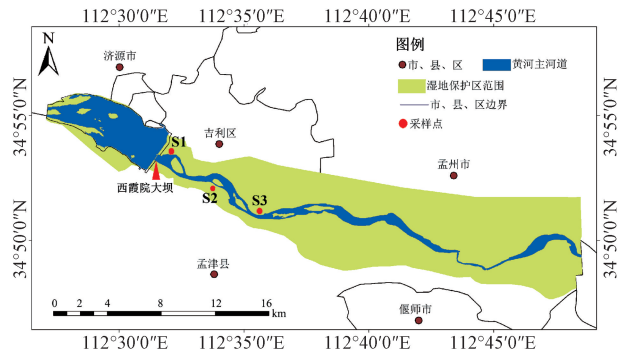 112°30′00″E 112°35′0″E 112°40′0″E 112°45′0″E
N
济源市
图例
市、县、区
黄河主河道
湿地保护区范围
市、县、区边界
采样点
34°55′0″N
34°55′0″N
S1
吉利区
孟州市
西霞院大坝
S2
S3
34°50′0″N
34°50′0″N
孟津县
偃师市
0 2 4 8 12 16
km
112°30′0″E 112°35′0″E 112°40′0″E 112°45′0″E